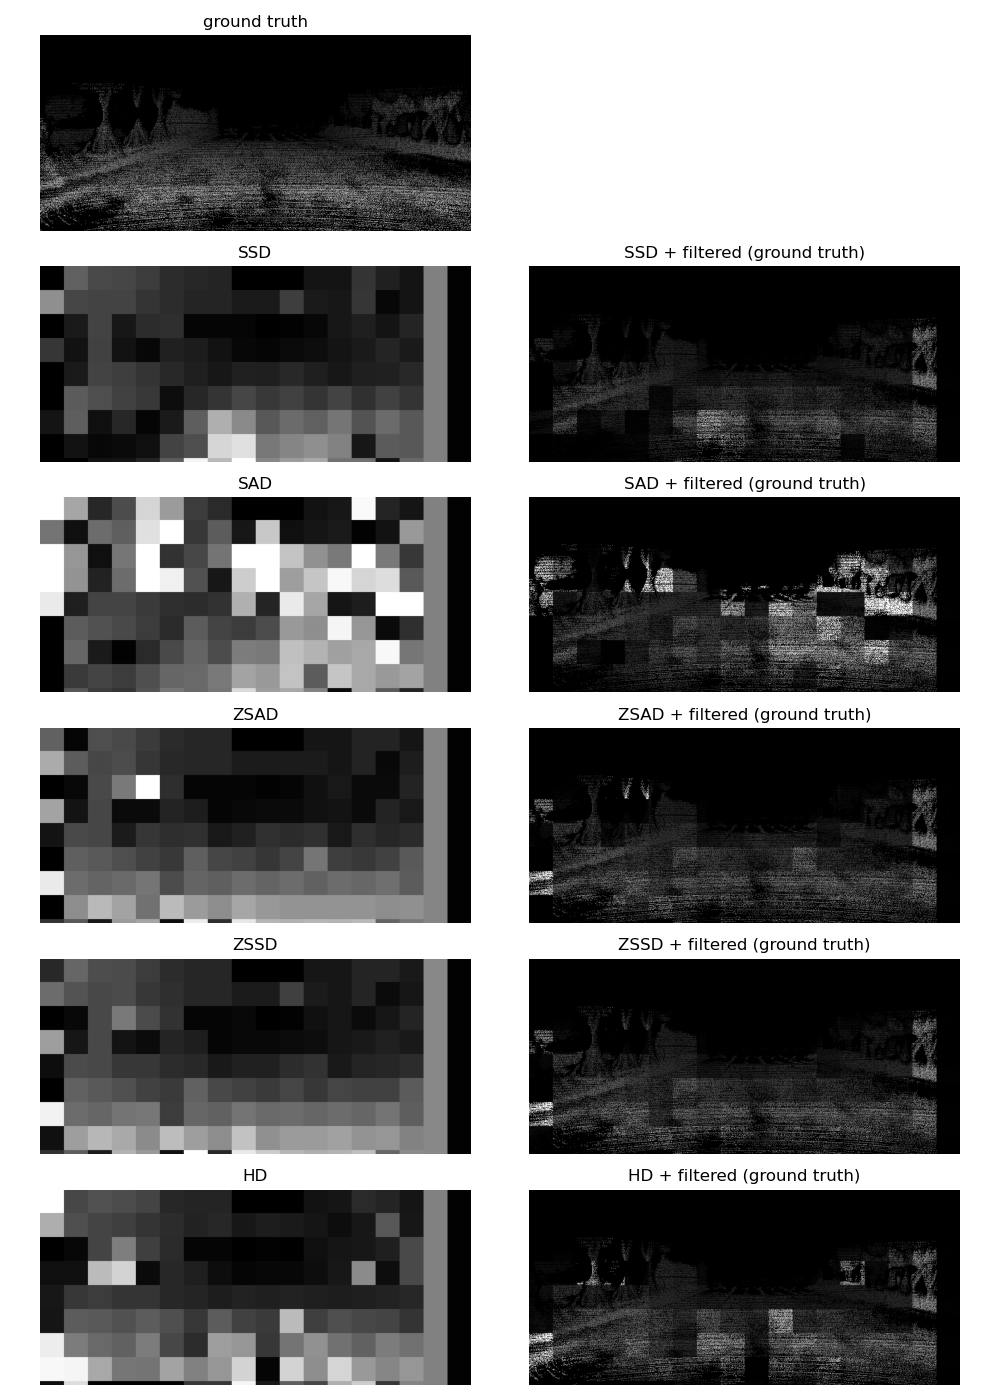 ground truth
SSD
SSD + filtered (ground truth)
SAD
SAD + filtered (ground truth)
ZSAD
ZSAD + filtered (ground truth)
ZSSD
ZSSD + filtered (ground truth)
HD
HD + filtered (ground truth)